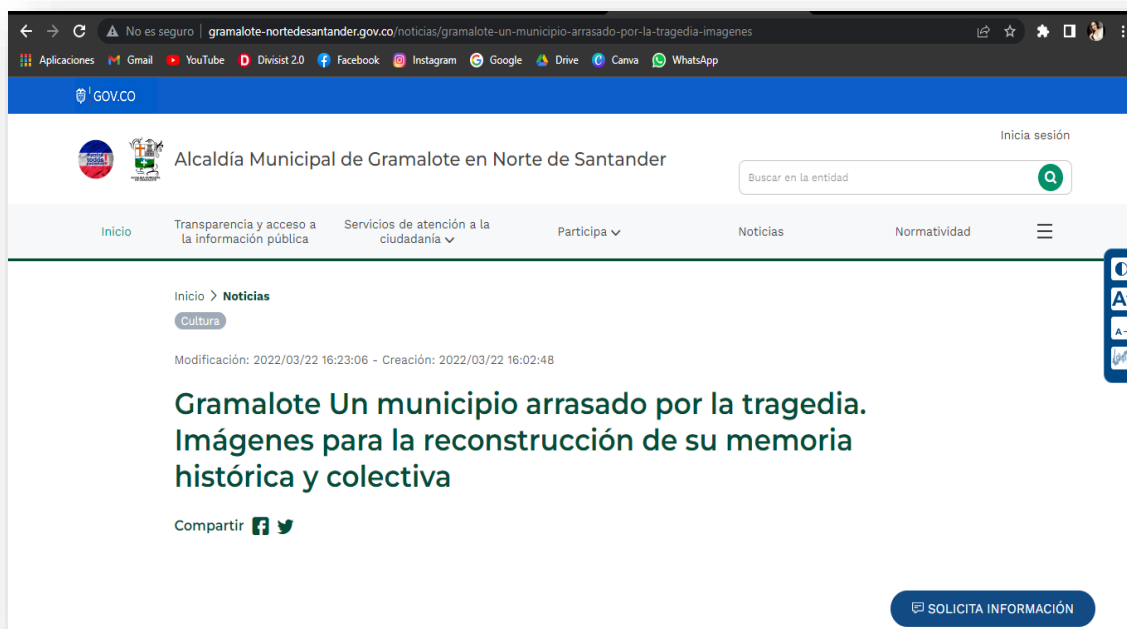 No es seguro | gramalote-nortedesantander.gov.co/noticias/gramalote-un-municipio-arrasado-por-la-tragedia-imagenes
Aplicaciones Gmail YouTube Divisist 2.0 Facebook Instagram Google Drive Canva WhatsApp
GOV.CO
Inicia sesión
Alcaldía Municipal de Gramalote en Norte de Santander
Buscar en la entidad
Inicio
Transparencia y acceso a
la información pública
Servicios de atención a la
ciudadanía
Participa
Noticias
Normatividad
Inicio > Noticias
Cultura
Modificación: 2022/03/22 16:23:06 - Creación: 2022/03/22 16:02:48
Gramalote Un municipio arrasado por la tragedia.
Imágenes para la reconstrucción de su memoria
histórica y colectiva
Compartir
A
A-
SOLICITA INFORMACIÓN